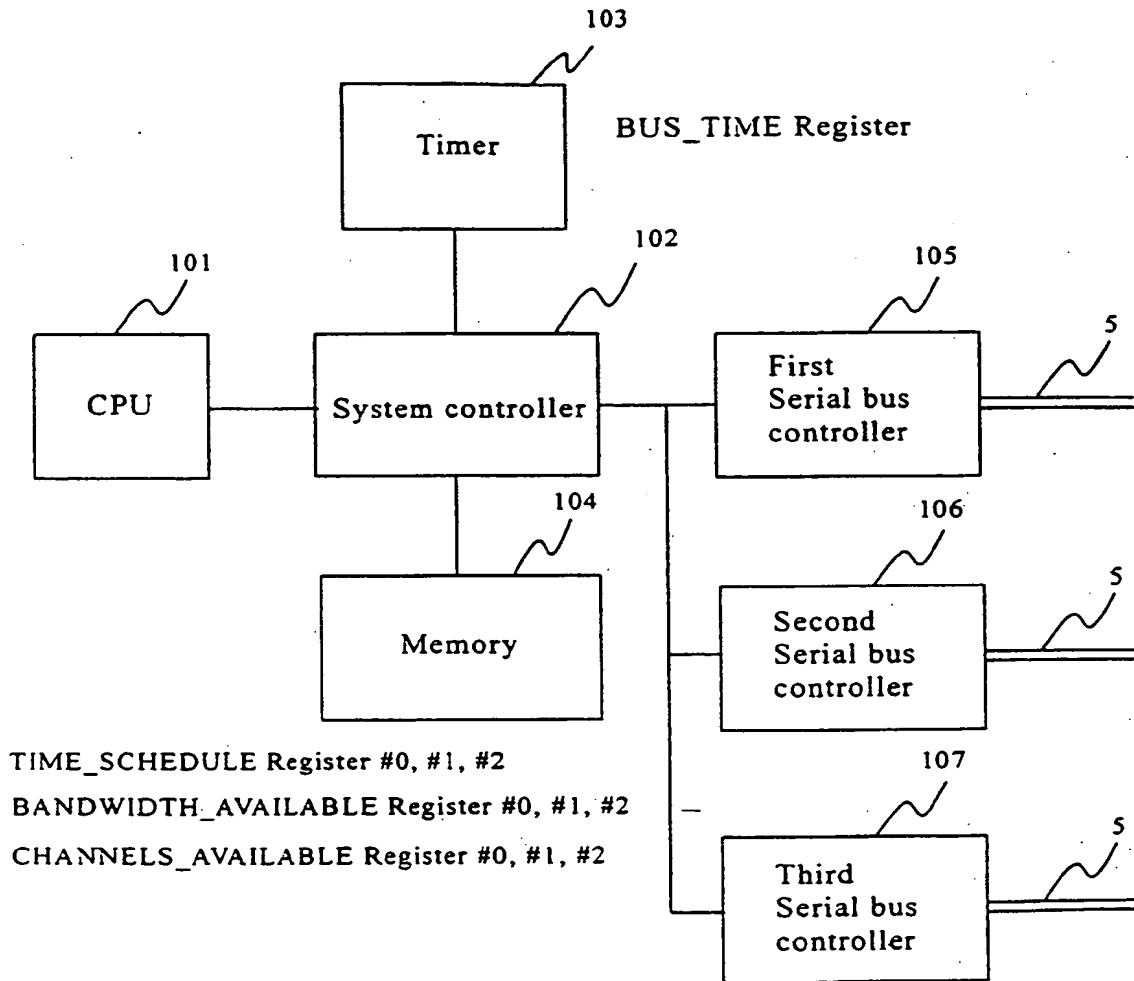 103
Timer
BUS_TIME Register
101
102
105
5
CPU
System controller
First
Serial bus
controller
104
106
5
Memory
Second
Serial bus
controller
TIME_SCHEDULE Register #0, #1, #2
BANDWIDTH_AVAILABLE Register #0, #1, #2
CHANNELS_AVAILABLE Register #0, #1, #2
107
5
Third
Serial bus
controller